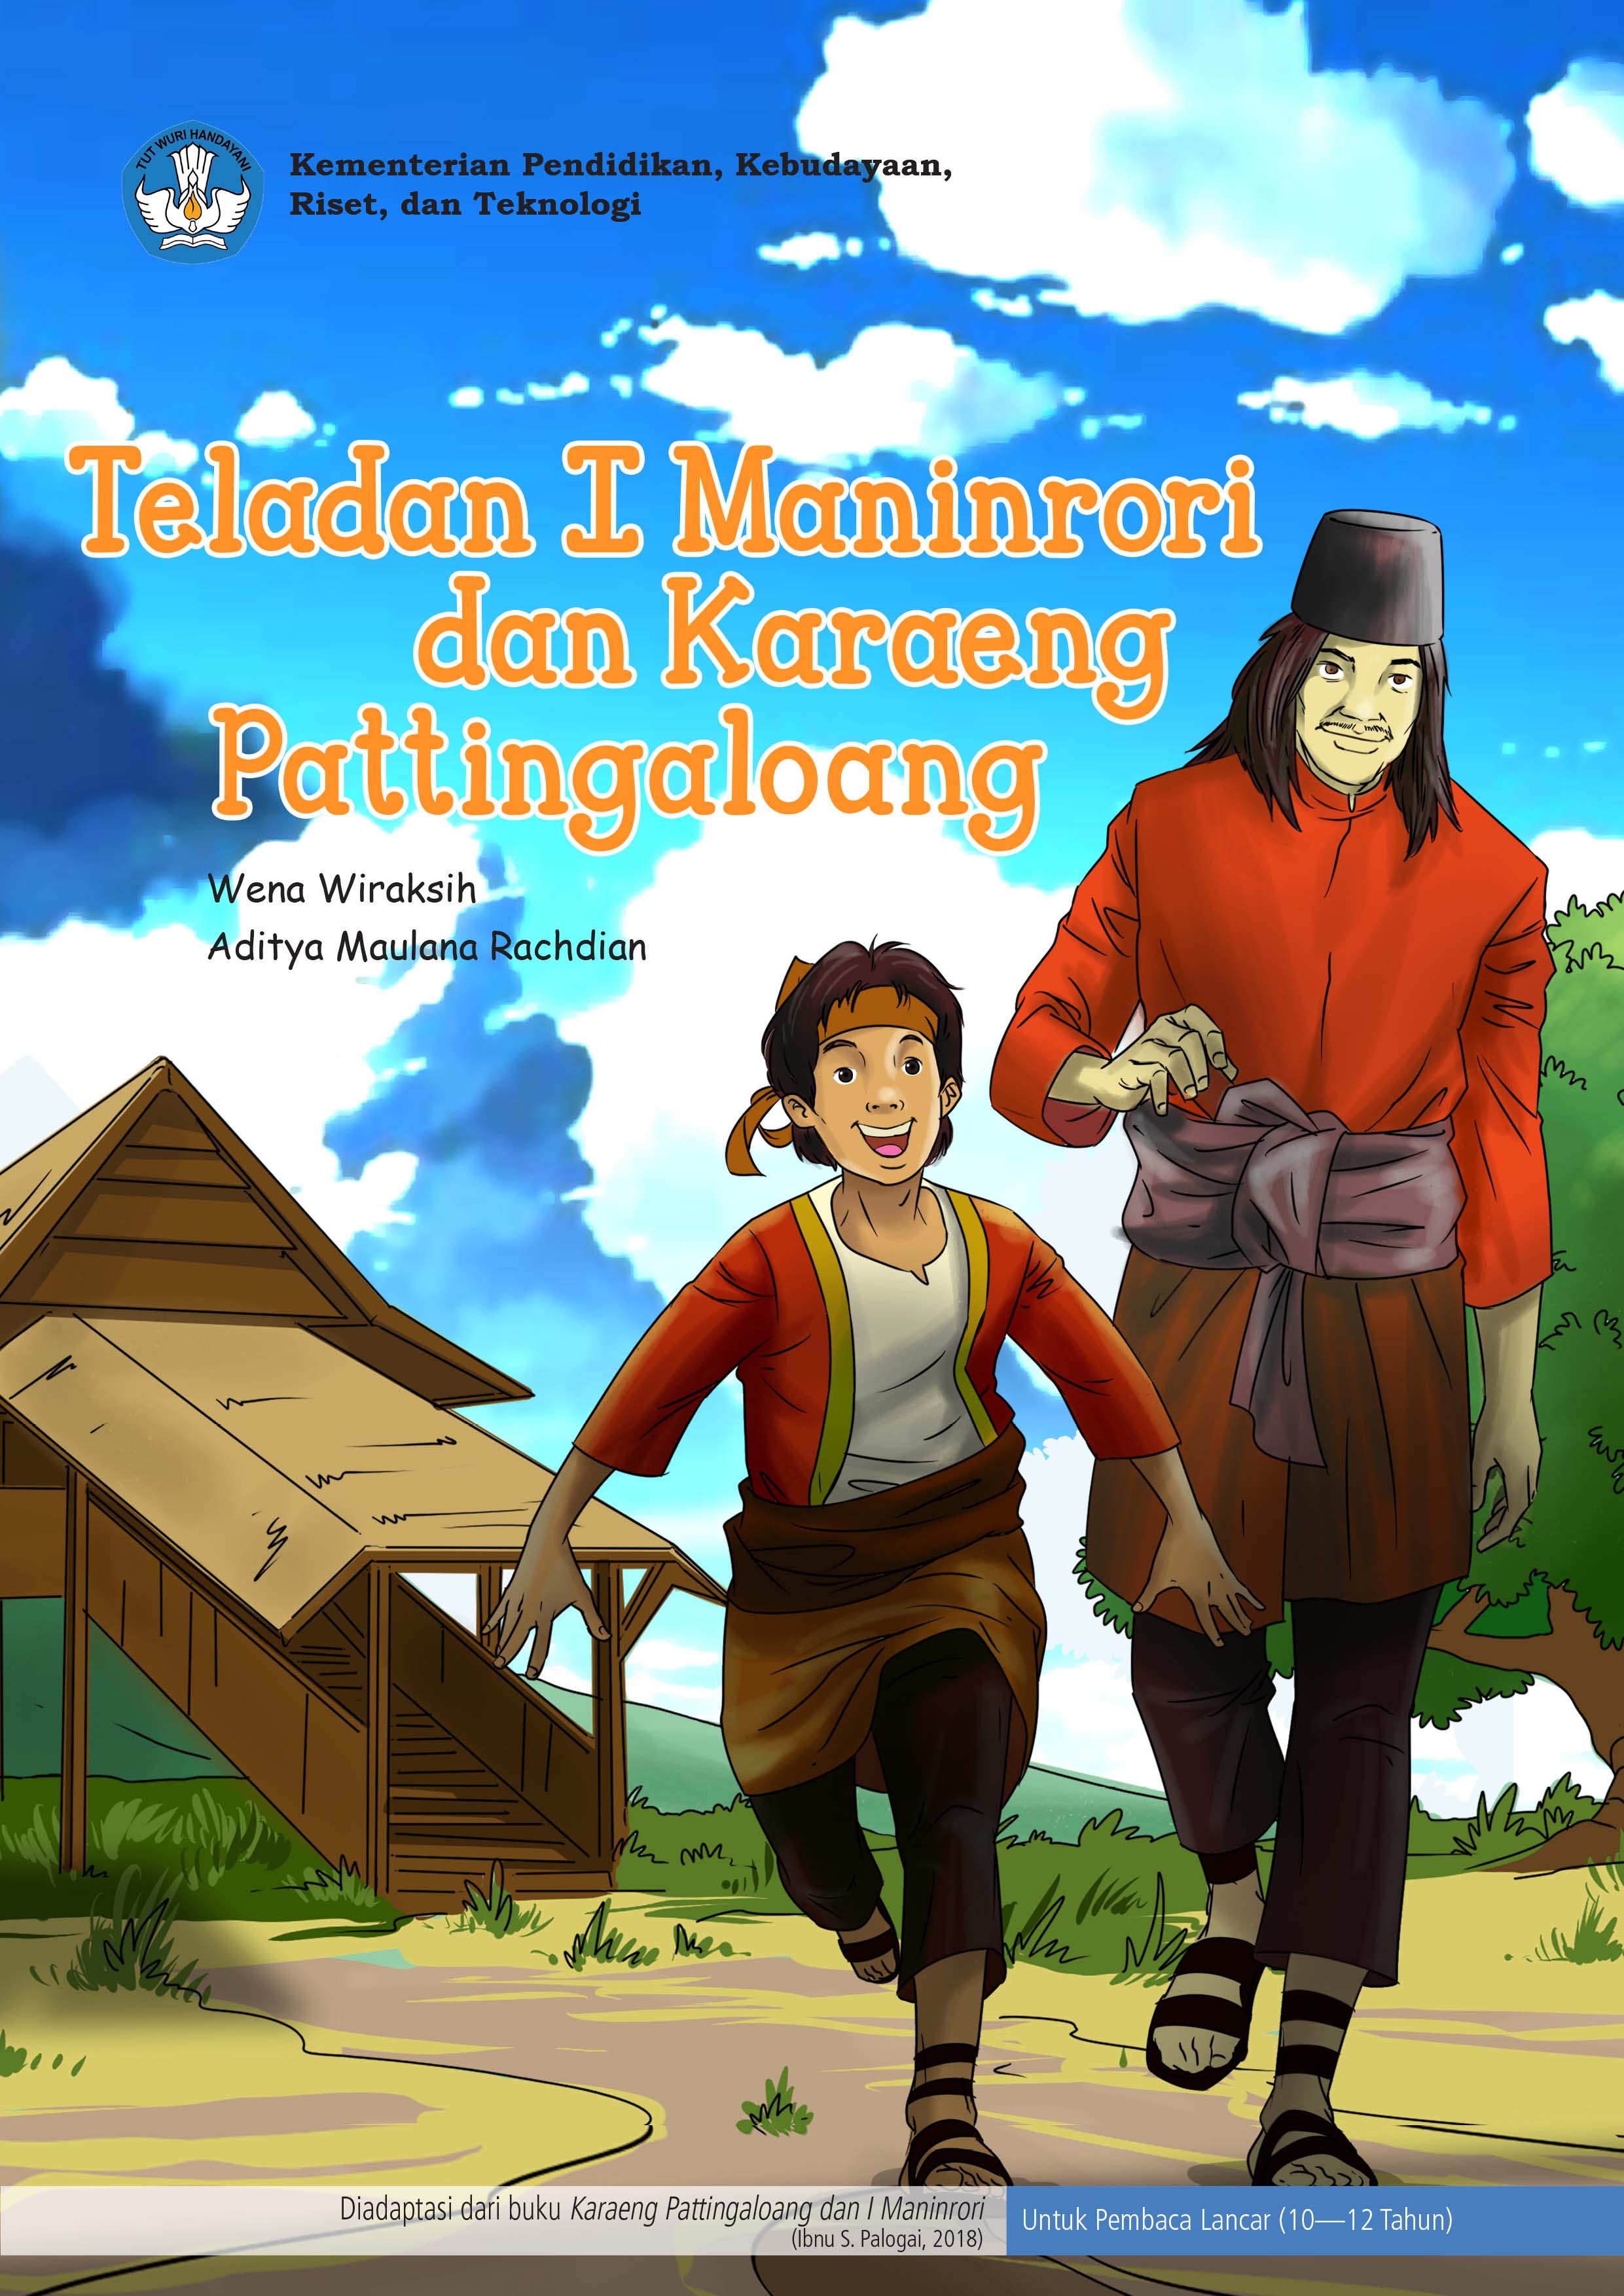 TUT WURI HANDAYANI
Kementerian Pendidikan, Kebudayaan,
Riset, dan Teknologi
Teladan I Maninrori
dan Karaeng
Pattingaloang
Wena Wiraksih
Aditya Maulana Rachdian
Diadaptasi dari buku Karaeng Pattingaloang dan I Maninrori
(Ibnu S. Palogai, 2018)
Untuk Pembaca Lancar (10—12 Tahun)